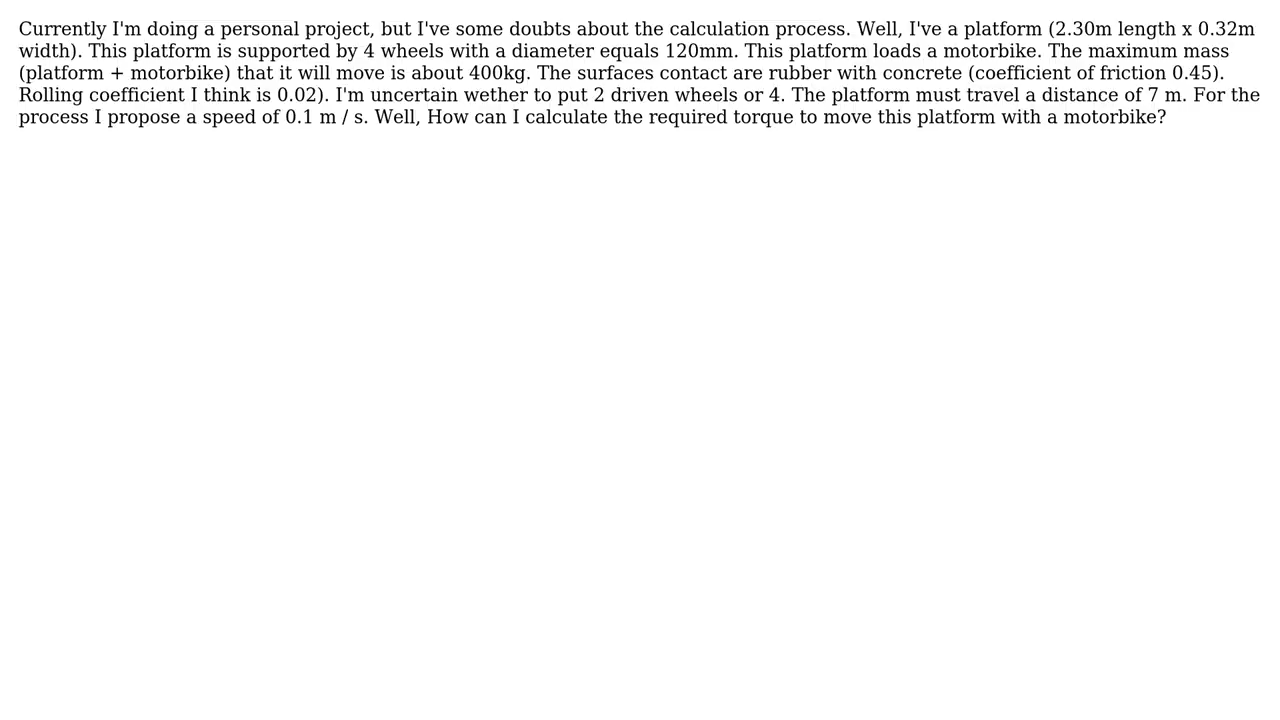 Currently I'm doing a personal project, but I've some doubts about the calculation process. Well, I've a platform (2.30m length x 0.32m
width). This platform is supported by 4 wheels with a diameter equals 120mm. This platform loads a motorbike. The maximum mass
(platform + motorbike) that it will move is about 400kg. The surfaces contact are rubber with concrete (coefficient of friction 0.45).
Rolling coefficient I think is 0.02). I'm uncertain wether to put 2 driven wheels or 4. The platform must travel a distance of 7 m. For the
process I propose a speed of 0.1 m / s. Well, How can I calculate the required torque to move this platform with a motorbike?